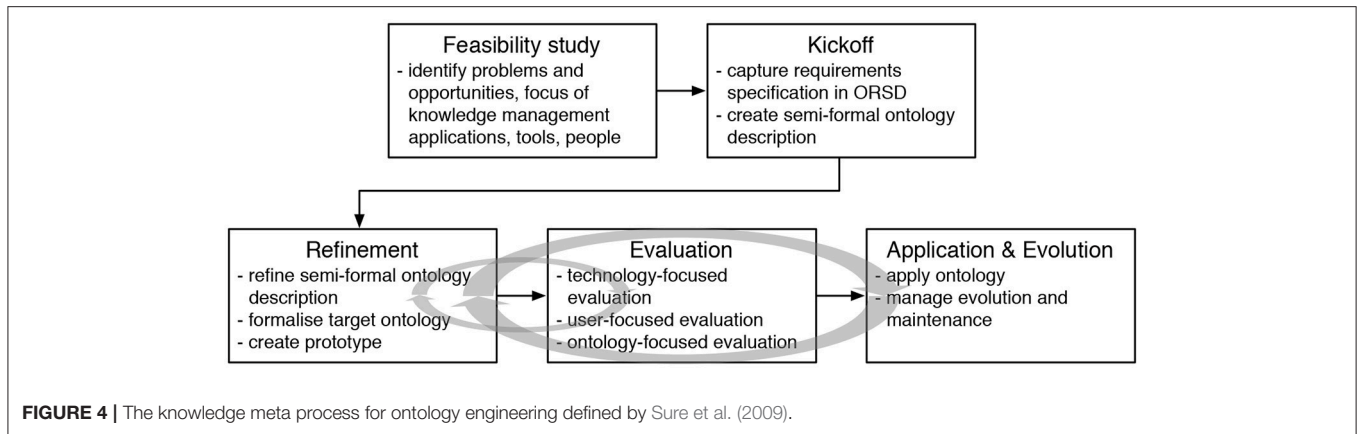 Feasibility study
- identify problems and
opportunities, focus of
knowledge management
applications, tools, people
Kickoff
- capture requirements
specification in ORSD
- create semi-formal ontology
description
Refinement
- refine semi-formal ontology
description
- formalise target ontology
- create prototype
Evaluation
- technology-focused
evaluation
- user-focused evaluation
- ontology-focused evaluation
Application & Evolution
- apply ontology
- manage evolution and
maintenance
FIGURE 4 | The knowledge meta process for ontology engineering defined by Sure et al. (2009).